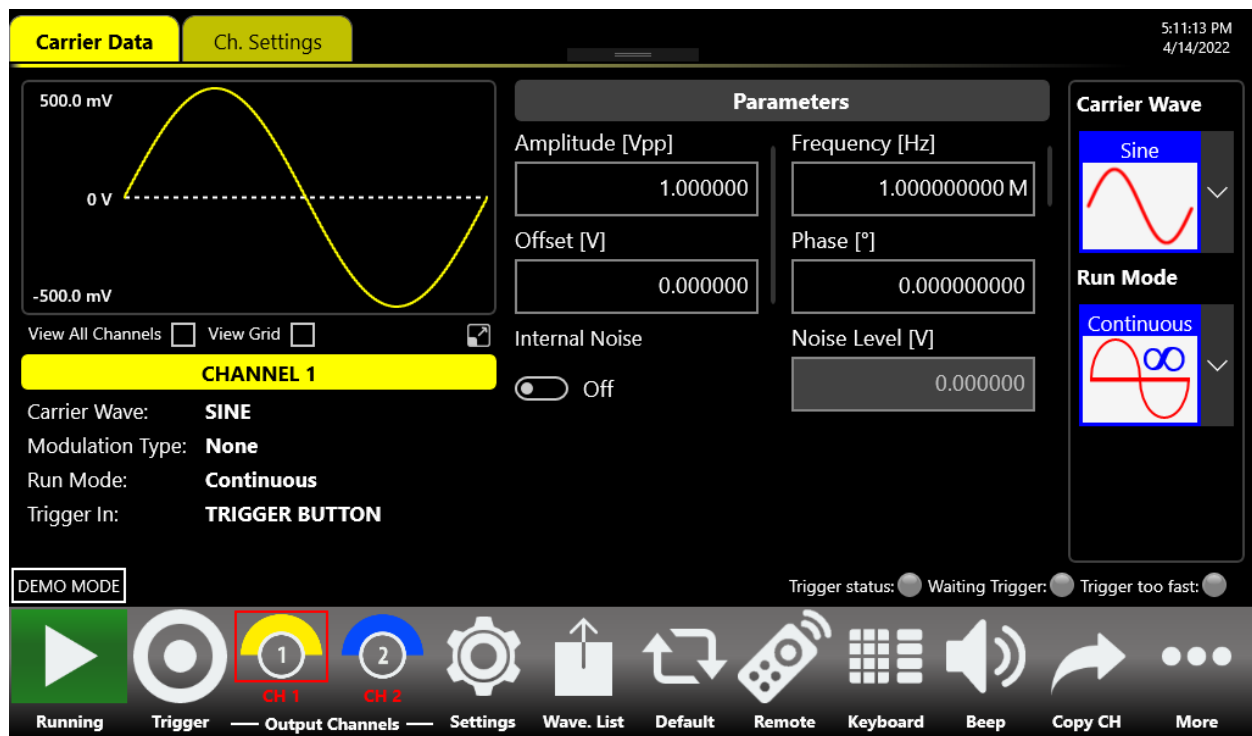 Carrier Data
Ch. Settings
5:11:13 PM
4/14/2022
500.0 mV
0 V
-500.0 mV
View All Channels
View Grid
CHANNEL 1
Carrier Wave: SINE
Modulation Type: None
Run Mode: Continuous
Trigger In: TRIGGER BUTTON
Parameters
Amplitude [Vpp]
1.000000
Frequency [Hz]
1.000000000 M
Offset [V]
0.000000
Phase [°]
0.000000000
Internal Noise
Off
Noise Level [V]
0.000000
Carrier Wave
Sine
Run Mode
Continuous
DEMO MODE
Trigger status:
Waiting Trigger:
Trigger too fast:
1
CH 1
2
CH 2
Running
Trigger
Output Channels
Settings
Wave. List
Default
Remote
Keyboard
Beep
Copy CH
More